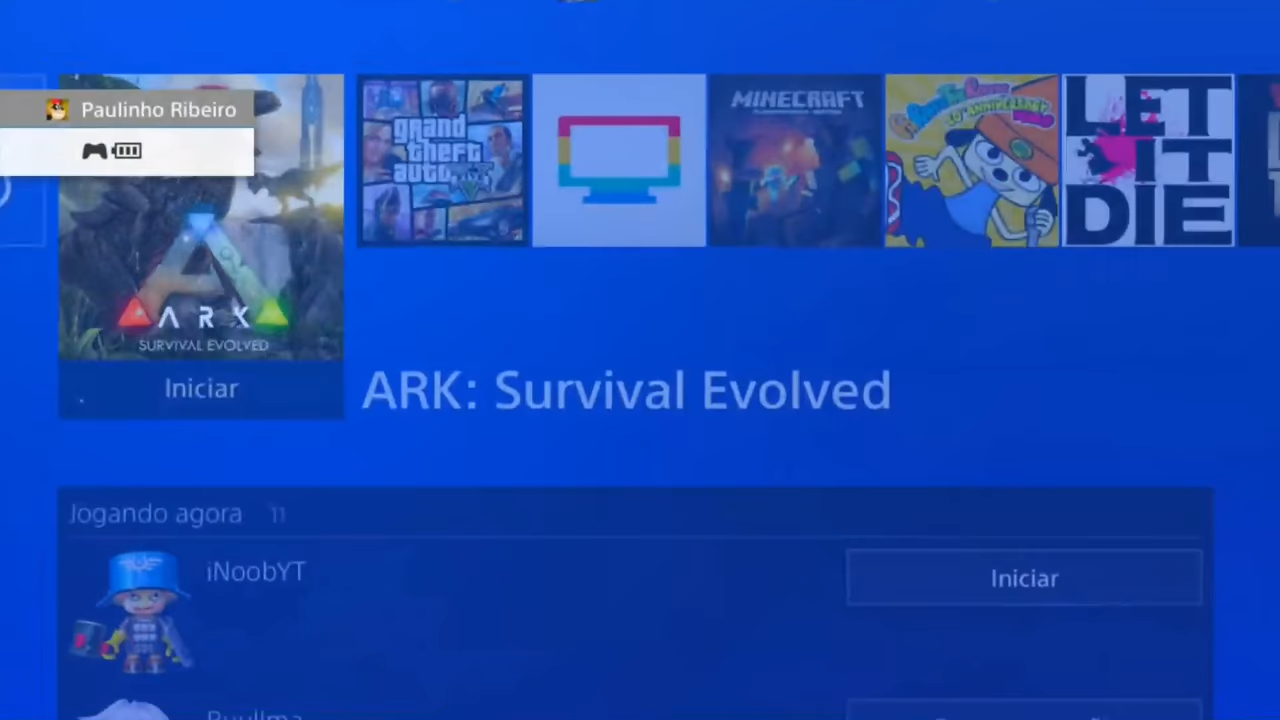 Paulinho Ribeiro
ARK
SURVIVAL EVOLVED
Iniciar
grand
theft
auto
MINECRAFT
LET
IT
DIE
ARK: Survival Evolved
Jogando agora 11
iNoobYT
Iniciar